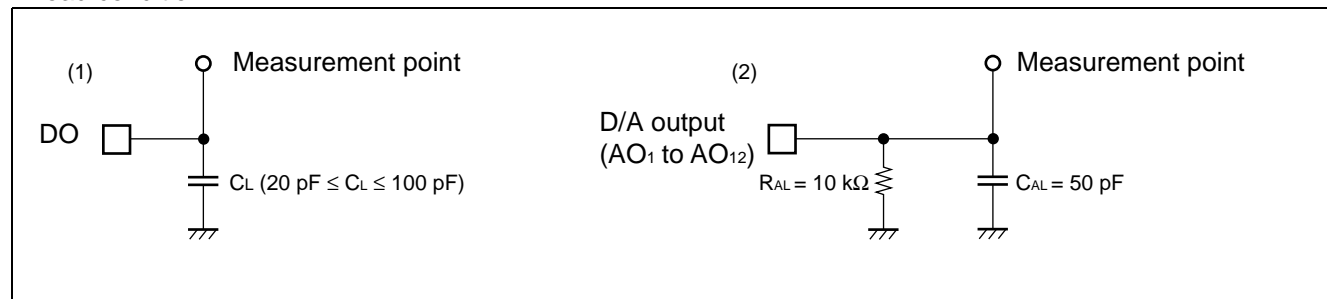 (1)
Measurement point
DO
CL (20 pF ≤ CL ≤ 100 pF)
(2)
Measurement point
D/A output
(AO1 to AO12)
RAL = 10 kΩ
CAL = 50 pF